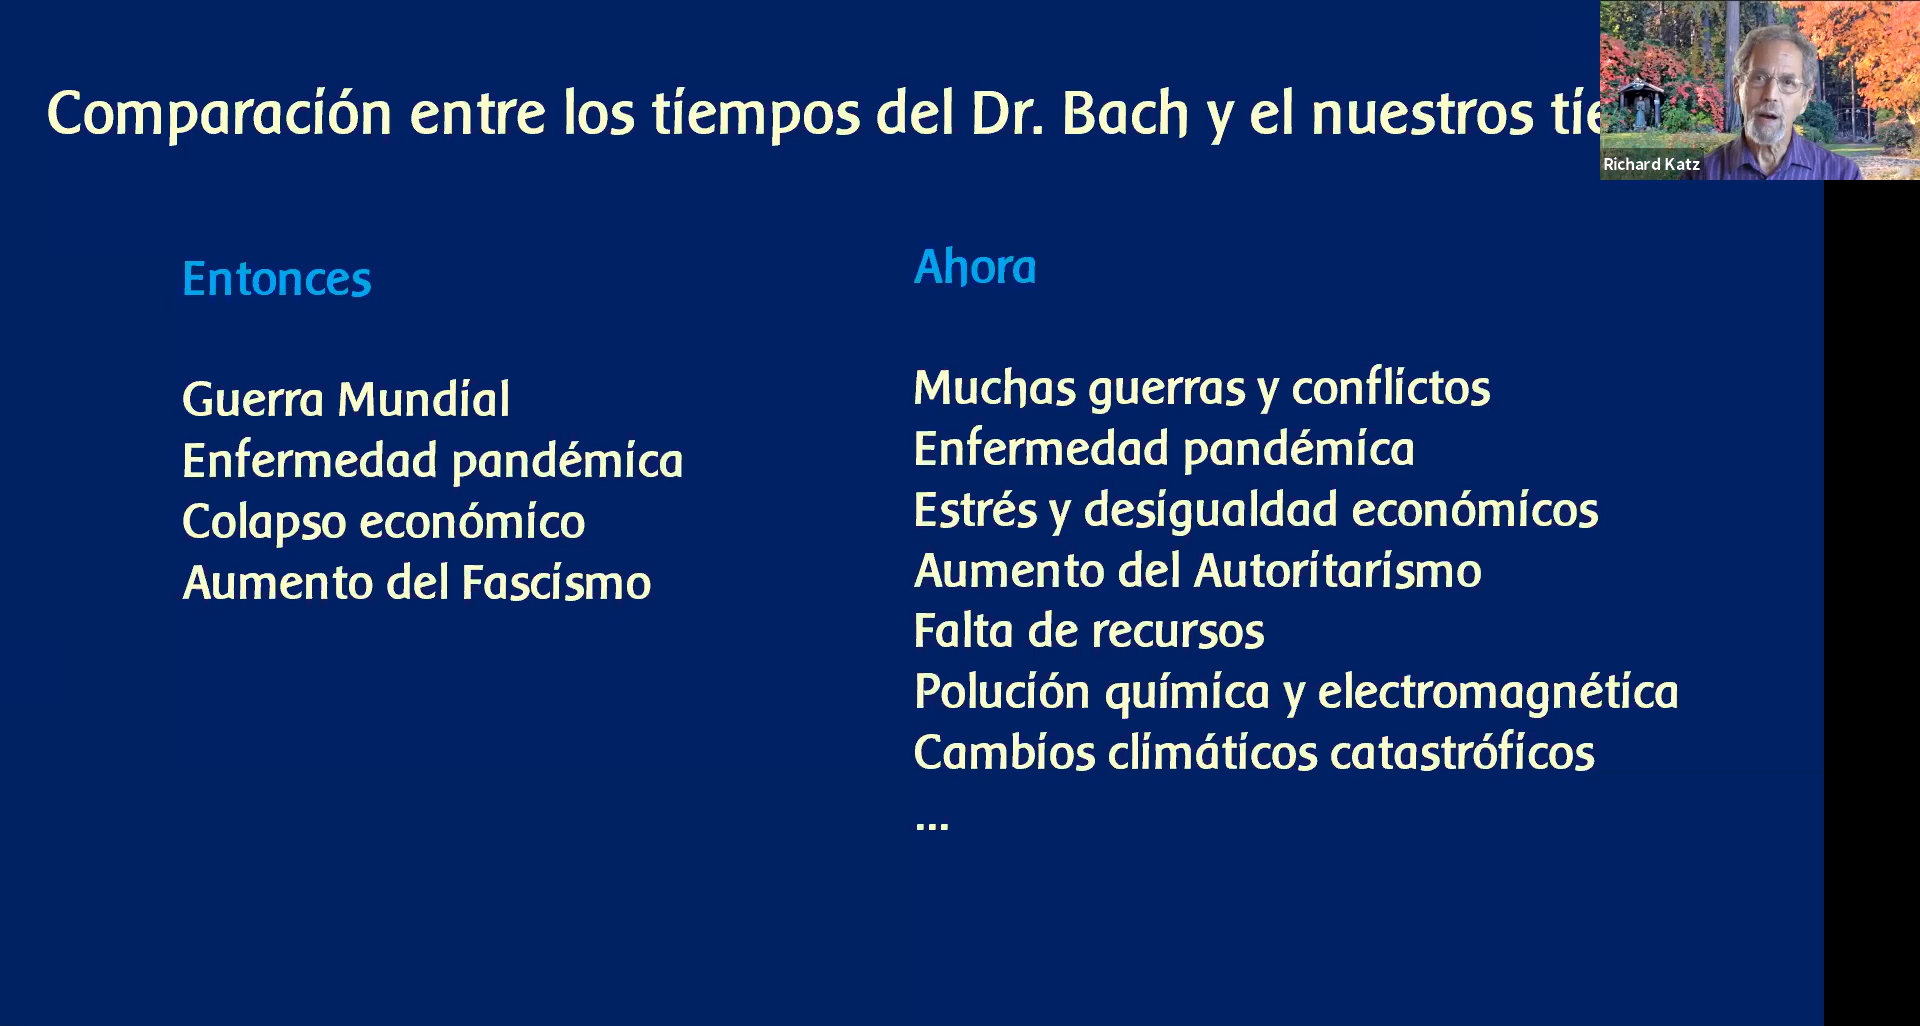 Comparación entre los tiempos del Dr. Bach y el nuestros
Richard Katz
Entonces
Guerra Mundial
Enfermedad pandémica
Colapso económico
Aumento del Fascismo
Ahora
Muchas guerras y conflictos
Enfermedad pandémica
Estrés y desigualdad económicos
Aumento del Autoritarismo
Falta de recursos
Polución química y electromagnética
Cambios climáticos catastróficos
...